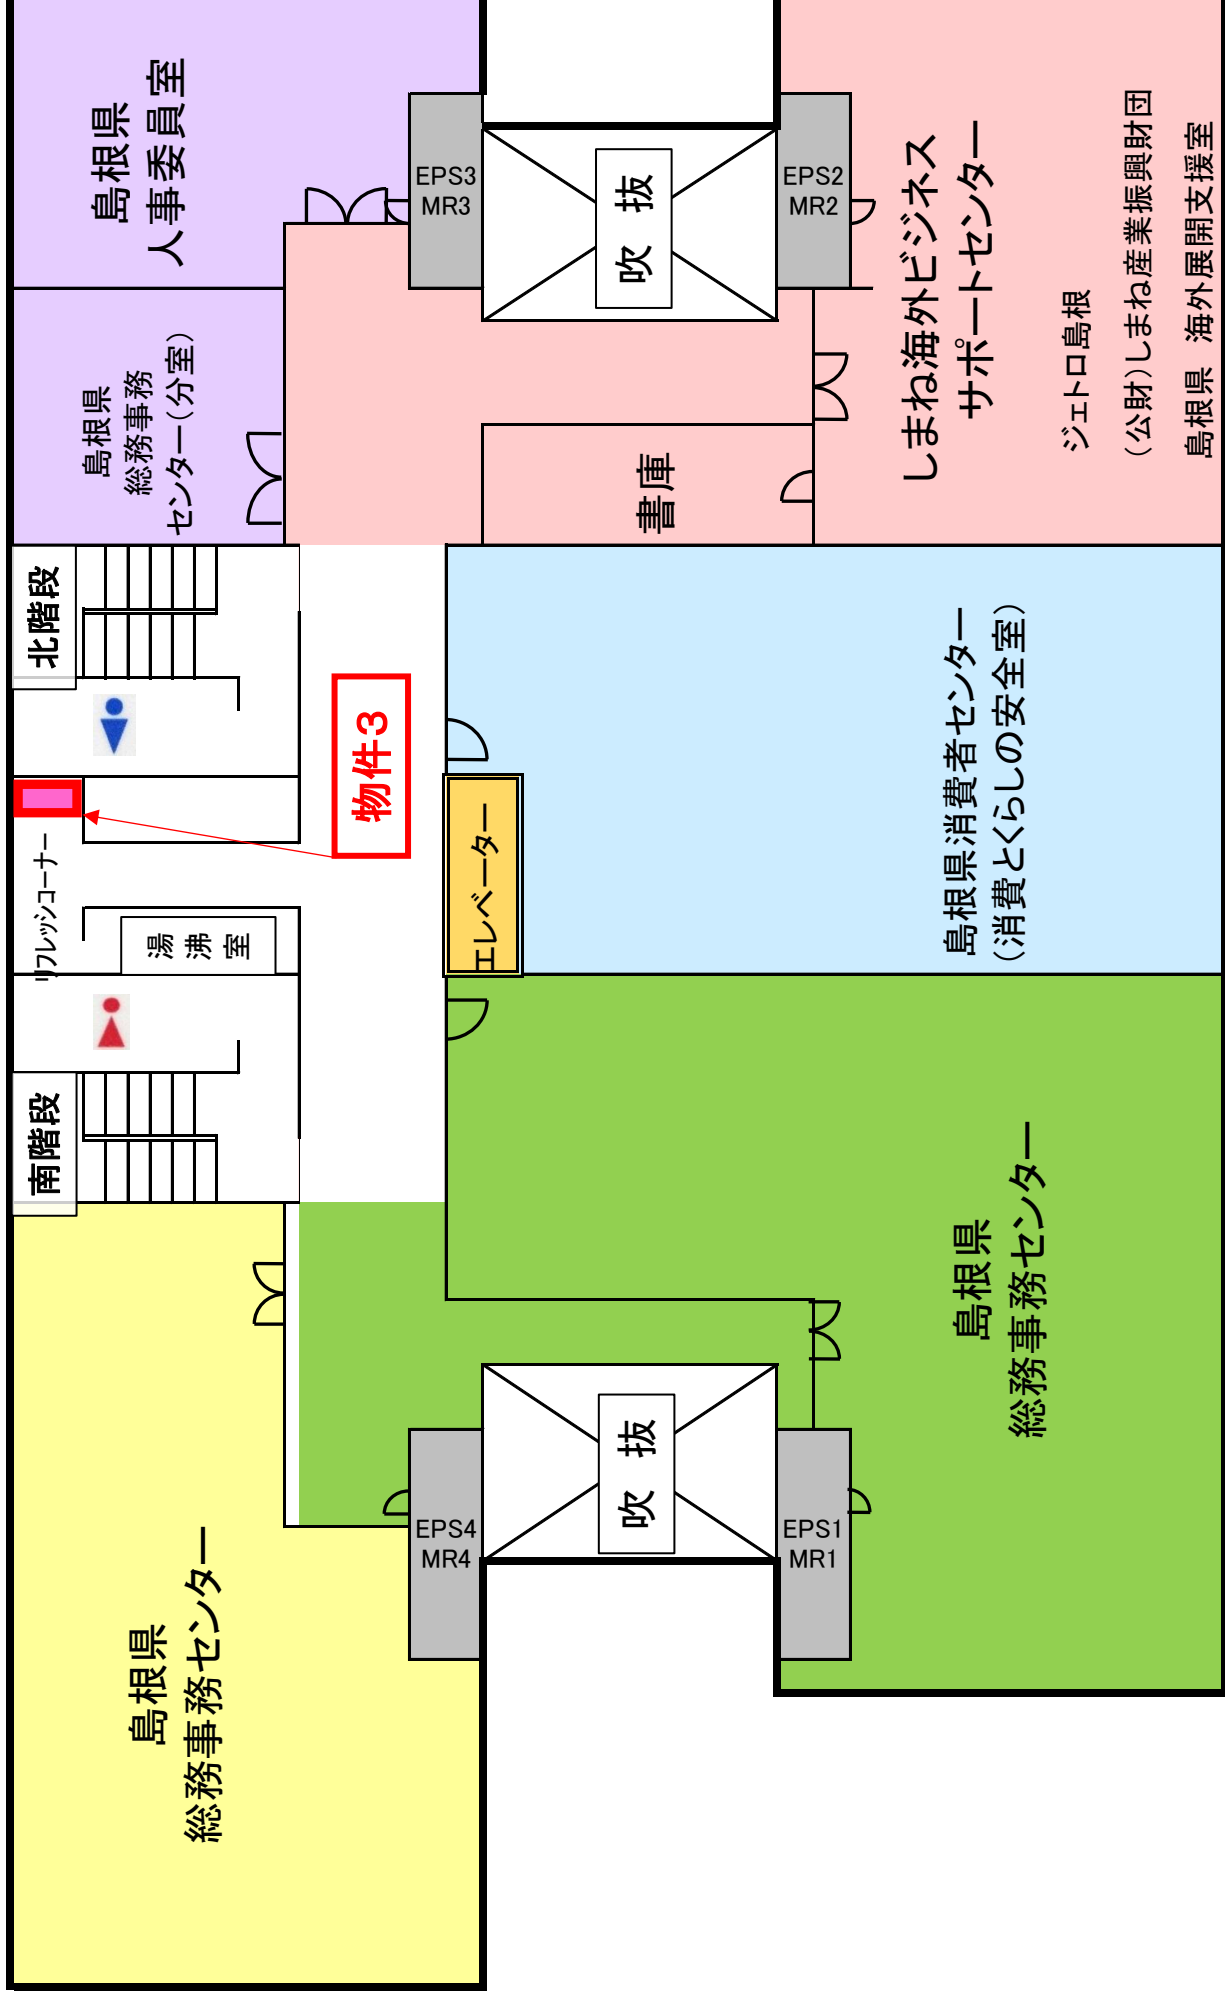 島根県
人事委員室
島根県
総務事務
センター（分室）
EPS3
MR3
吹 抜
EPS2
MR2
しまね海外ビジネス
サポートセンター
ジェトロ島根
（公財）しまね産業振興財団
島根県　海外展開支援室
書庫
北階段
物件3
リフレッシコーナー
湯沸室
エレベーター
島根県消費者センター
（消費とくらしの安全室）
南階段
島根県
総務事務センター
吹 抜
EPS4
MR4
EPS1
MR1
島根県
総務事務センター